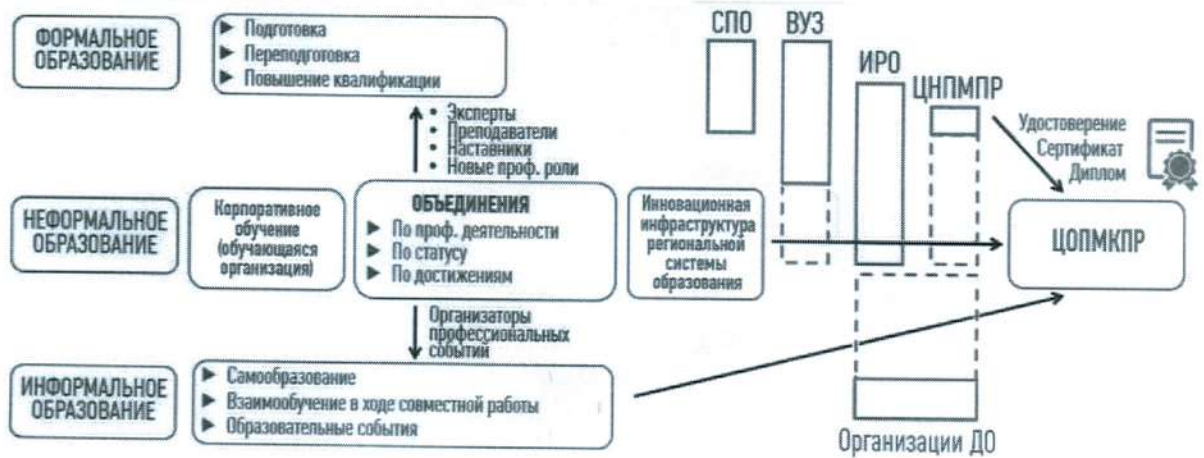 ФОРМАЛЬНОЕ
ОБРАЗОВАНИЕ
► Подготовка
► Переподготовка
► Повышение квалификации
• Эксперты
• Преподаватели
• Наставники
• Новые проф. роли
НЕФОРМАЛЬНОЕ
ОБРАЗОВАНИЕ
Корпоративное
обучение
(обучающаяся
организация)
ОБЪЕДИНЕНИЯ
► По проф. деятельности
► По статусу
► По достижениям
Инновационная
инфраструктура
региональной
системы
образования
Организаторы
профессиональных
событий
ИНФОРМАЛЬНОЕ
ОБРАЗОВАНИЕ
► Самообразование
► Взаимообучение в ходе совместной работы
► Образовательные события
СПО
ВУЗ
ИРО
ЦНПМПР
Удостоверение
Сертификат
Диплом
ЦОПМКПР
Организации ДО